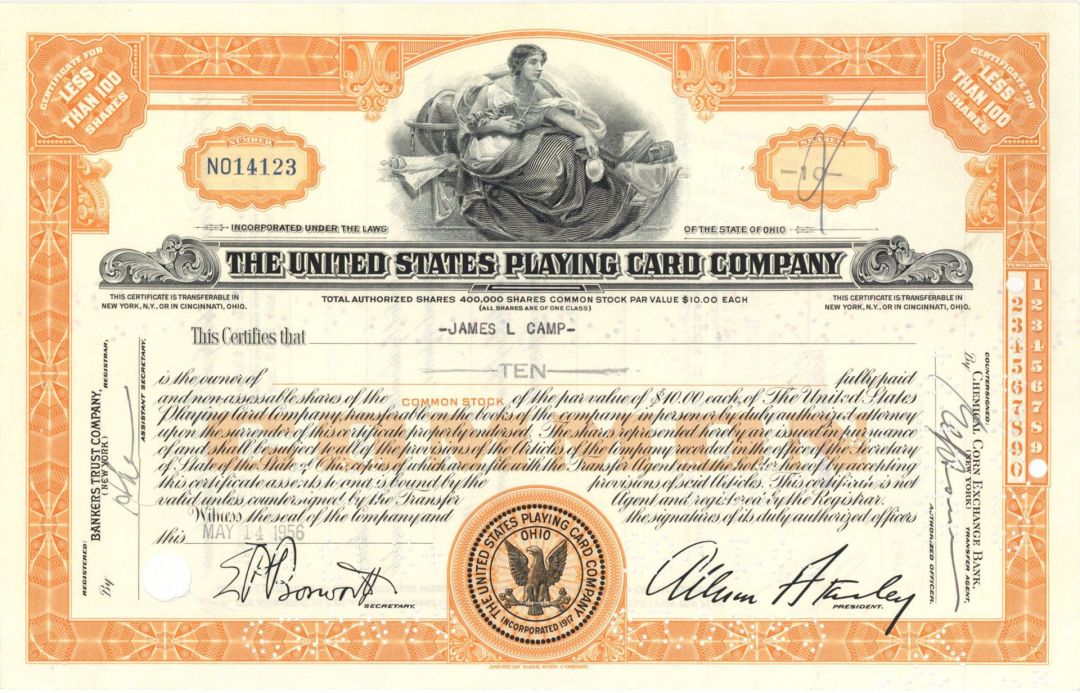 CERTIFICATE FOR
LESS
THAN 100
SHARES
CERTIFICATE FOR
LESS
THAN 100
SHARES
NUMBER
NO14123
-10-
INCORPORATED UNDER THE LAWS
OF THE STATE OF OHIO
THE UNITED STATES PLAYING CARD COMPANY
THIS CERTIFICATE IS TRANSFERABLE IN
NEW YORK, N.Y., OR IN CINCINNATI, OHIO.
TOTAL AUTHORIZED SHARES 400,000 SHARES COMMON STOCK PAR VALUE $10.00 EACH
(ALL SHARES ARE OF ONE CLASS)
THIS CERTIFICATE IS TRANSFERABLE IN
NEW YORK, N.Y., OR IN CINCINNATI, OHIO.
This Certifies that
-JAMES L CAMP-
TEN
is the owner of fully paid
and non-assessable shares of the COMMON STOCK of the par value of $10.00 each, of The United States
Playing Card Company, transferable on the books of the company in person or by duly authorized attorney
upon the surrender of this certificate properly endorsed. The shares represented hereby are issued in pursuance
of and shall be subject to all of the provisions of the Articles of the Company recorded in the office of the Secretary
of State of the State of Ohio, copies of which are on file with the Transfer Agent and the holder hereof by accepting
this certificate assents to and is bound by the provisions of said Articles. This certificate is not
valid unless countersigned by the Transfer Agent and registered by the Registrar.
Witness the seal of the Company and the signatures of its duly authorized officers
this MAY 14 1956
COMMON
SECRETARY.
PRESIDENT.
THE UNITED STATES PLAYING CARD COMPANY
OHIO
INCORPORATED 1917
REGISTERED:
BANKERS TRUST COMPANY,
(NEW YORK)
REGISTRAR,
By
ASSISTANT SECRETARY.
COUNTERSIGNED:
CHEMICAL CORN EXCHANGE BANK,
(NEW YORK)
TRANSFER AGENT,
By
AUTHORIZED OFFICER.
TENS UNITS
1
2 2
3 3
4 4
5 5
6 6
7 7
8 8
9 9
0
AMERICAN BANK NOTE COMPANY.